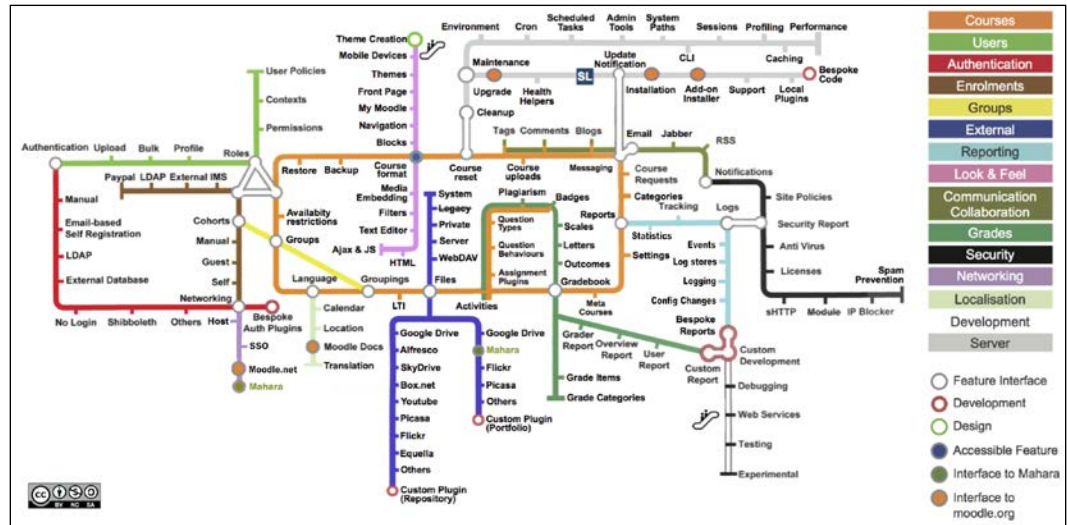 Environment
Cron
Scheduled
Tasks
Admin
Tools
System
Paths
Sessions
Profiling
Performance
Theme Creation
Mobile Devices
Themes
Front Page
My Moodle
Navigation
Blocks
Course
format
Media
Embedding
Filters
Text Editor
Ajax & JS
HTML
Maintenance
Upgrade
Health
Helpers
SL
Update
Notification
Installation
CLI
Add-on
Installer
Support
Caching
Local
Plugins
Bespoke
Code
Cleanup
User Policies
Contexts
Permissions
Authentication
Upload
Bulk
Profile
Roles
Paypal
LDAP
External
IMS
Restore
Backup
Course
reset
Tags
Comments
Blogs
Course
uploads
Messaging
Email
Jabber
RSS
Notifications
Course
Requests
Categories
Manual
Email-based
Self Registration
LDAP
External Database
No Login
Shibboleth
Others
Bespoke
Auth Plugins
Cohorts
Manual
Guest
Self
Networking
Host
SSO
Moodle.net
Mahara
Availabity
restrictions
Groups
Language
Groupings
Calendar
Location
Moodle Docs
Translation
LTI
System
Legacy
Private
Server
WebDAV
Files
Google Drive
Alfresco
SkyDrive
Box.net
Youtube
Picasa
Flickr
Equella
Others
Custom Plugin
(Repository)
Google Drive
Mahara
Flickr
Picasa
Others
Custom Plugin
(Portfolio)
Plagiarism
Badges
Question
Types
Question
Behaviours
Assignment
Plugins
Activities
Scales
Letters
Outcomes
Gradebook
Meta
Courses
Grader
Report
Overview
Report
User
Report
Custom
Report
Grade Items
Grade Categories
Reports
Tracking
Logs
Statistics
Settings
Events
Log stores
Logging
Config Changes
Bespoke
Reports
Custom
Development
Debugging
Web Services
Testing
Experimental
Site Policies
Security Report
Anti Virus
Licenses
sHTTP
Module
IP Blocker
Spam
Prevention
Courses
Users
Authentication
Enrolments
Groups
External
Reporting
Look & Feel
Communication
Collaboration
Grades
Security
Networking
Localisation
Development
Server
Feature Interface
Development
Design
Accessible Feature
Interface to Mahara
Interface to
moodle.org
cc
BY NC SA